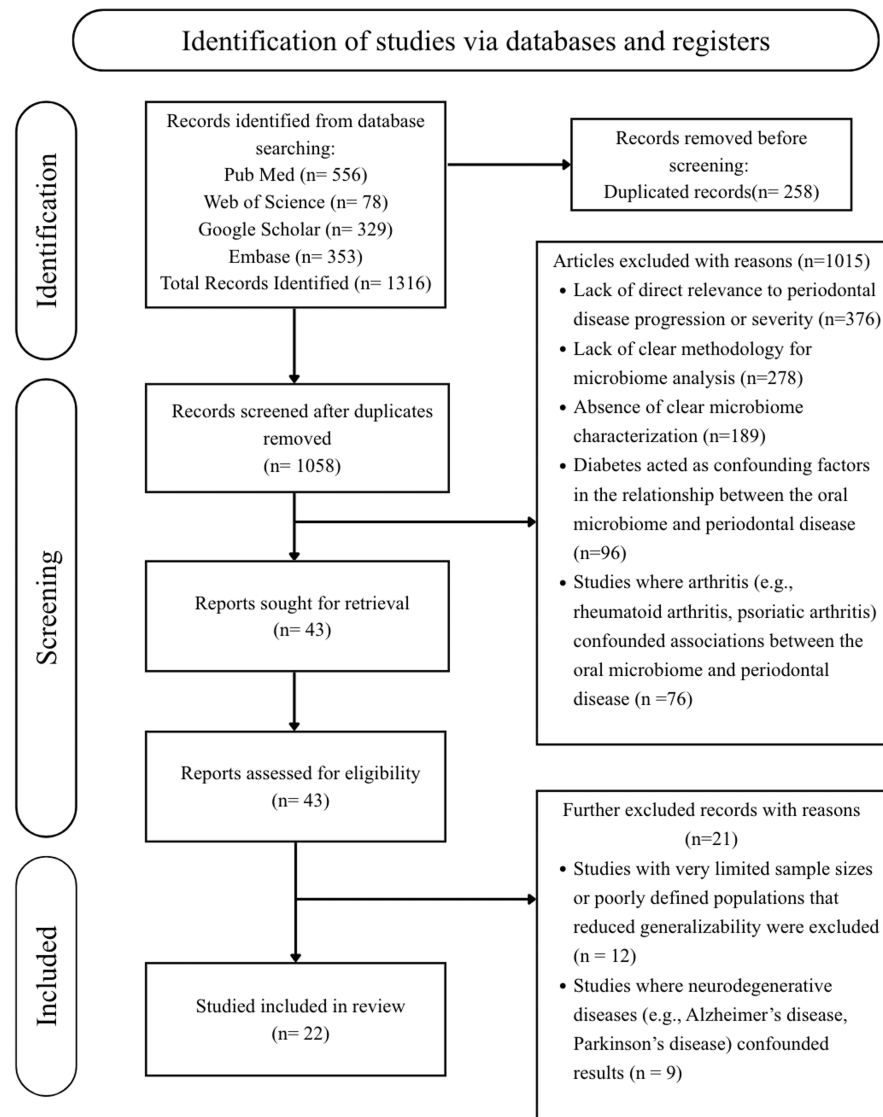 Identification of studies via databases and registers
Identification
Records identified from database
searching:
Pub Med (n= 556)
Web of Science (n= 78)
Google Scholar (n= 329)
Embase (n= 353)
Total Records Identified (n= 1316)
Records removed before
screening:
Duplicated records(n= 258)
Screening
Records screened after duplicates
removed
(n= 1058)
Articles excluded with reasons (n=1015)
• Lack of direct relevance to periodontal
disease progression or severity (n=376)
• Lack of clear methodology for
microbiome analysis (n=278)
• Absence of clear microbiome
characterization (n=189)
• Diabetes acted as confounding factors
in the relationship between the oral
microbiome and periodontal disease
(n=96)
• Studies where arthritis (e.g.,
rheumatoid arthritis, psoriatic arthritis)
confounded associations between the
oral microbiome and periodontal
disease (n =76)
Reports sought for retrieval
(n= 43)
Reports assessed for eligibility
(n= 43)
Further excluded records with reasons
(n=21)
• Studies with very limited sample sizes
or poorly defined populations that
reduced generalizability were excluded
(n = 12)
• Studies where neurodegenerative
diseases (e.g., Alzheimer’s disease,
Parkinson’s disease) confounded
results (n = 9)
Included
Studied included in review
(n= 22)